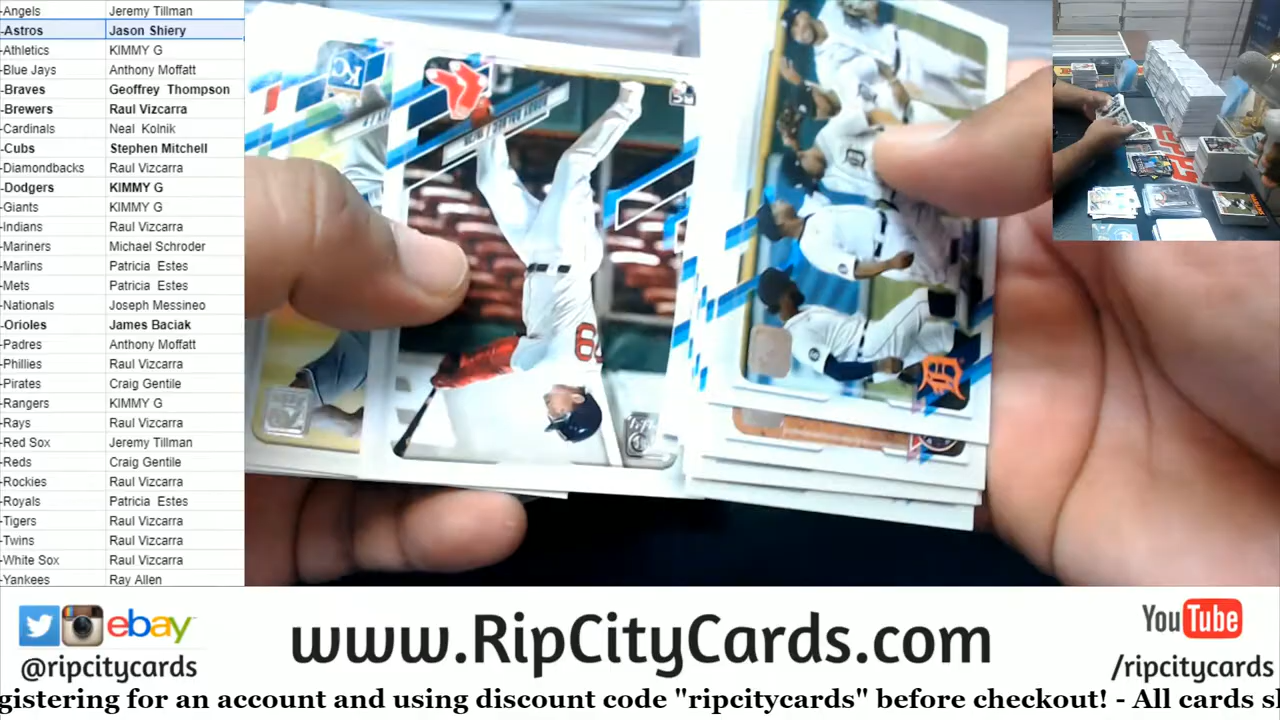 -Angels Jeremy Tillman
-Astros Jason Shiery
-Athletics KIMMY G
-Blue Jays Anthony Moffatt
-Braves Geoffrey Thompson
-Brewers Raul Vizcarra
-Cardinals Neal Kolnik
-Cubs Stephen Mitchell
-Diamondbacks Raul Vizcarra
-Dodgers KIMMY G
-Giants KIMMY G
-Indians Raul Vizcarra
-Mariners Michael Schroder
-Marlins Patricia Estes
-Mets Patricia Estes
-Nationals Joseph Messineo
-Orioles James Baciak
-Padres Anthony Moffatt
-Phillies Raul Vizcarra
-Pirates Craig Gentile
-Rangers KIMMY G
-Rays Raul Vizcarra
-Red Sox Jeremy Tillman
-Reds Craig Gentile
-Rockies Raul Vizcarra
-Royals Patricia Estes
-Tigers Raul Vizcarra
-Twins Raul Vizcarra
-White Sox Raul Vizcarra
-Yankees Ray Allen
KC
D
ebay
@ripcitycards
www.RipCityCards.com
YouTube
/ripcitycards
gistering for an account and using discount code "ripcitycards" before checkout! - All cards s